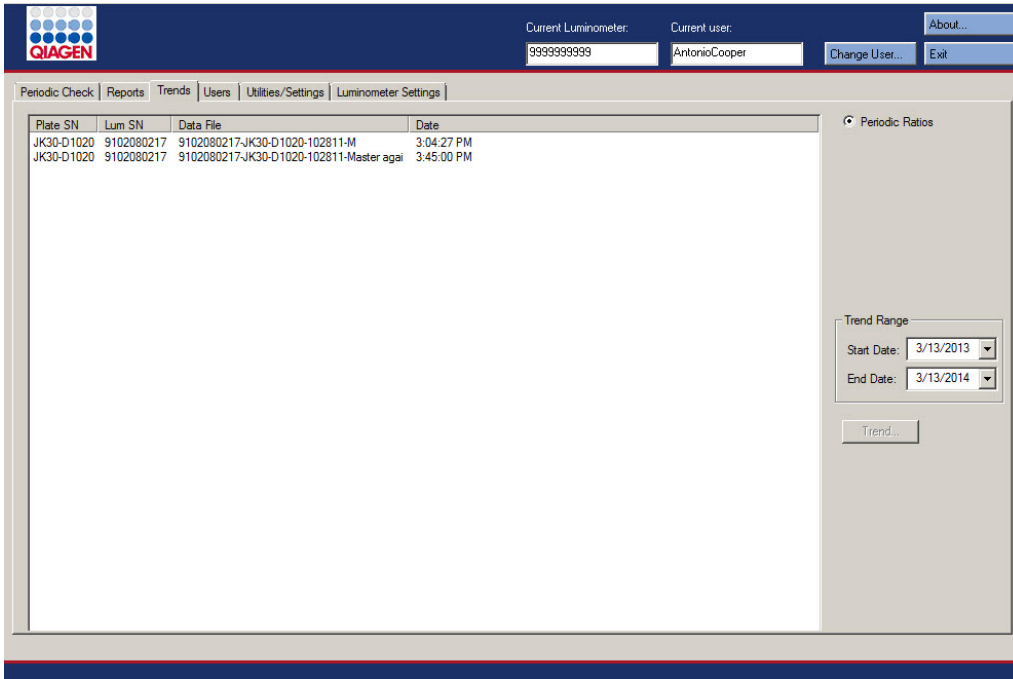 QIAGEN
Current Luminometer: Current user:
9999999999 AntonioCooper
Change User...
About...
Exit
Periodic Check Reports Trends Users Utilities/Settings Luminometer Settings
Plate SN Lum SN Data File Date
JK30-D1020 9102080217 9102080217-JK30-D1020-102811-M 3:04:27 PM
JK30-D1020 9102080217 9102080217-JK30-D1020-102811-Master agai 3:45:00 PM
Periodic Ratios
Trend Range
Start Date: 3/13/2013
End Date: 3/13/2014
Trend...